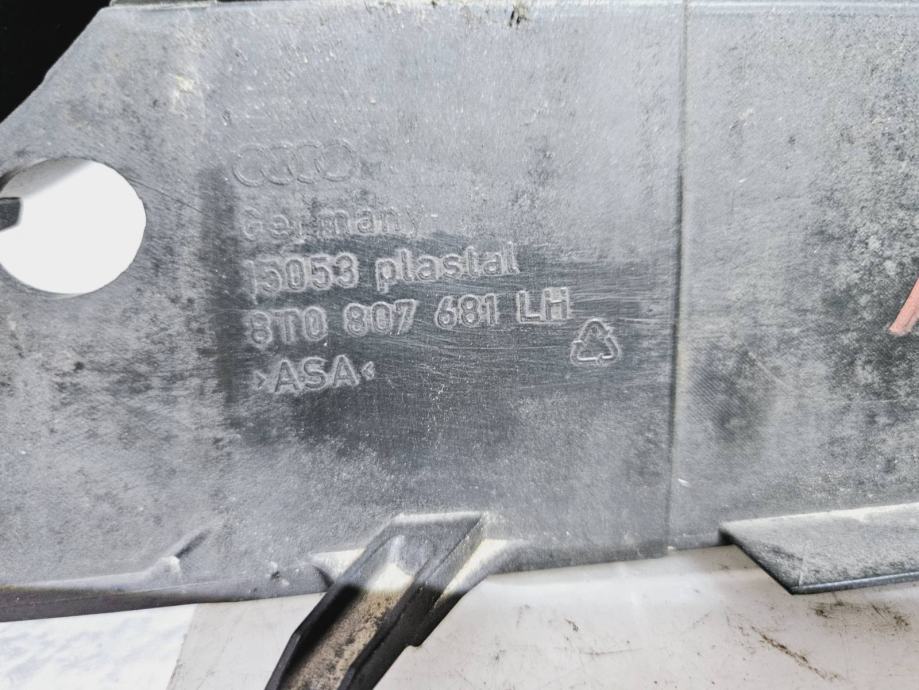 Germany
15053 plastal
8T0 807 681 LH
>ASA<